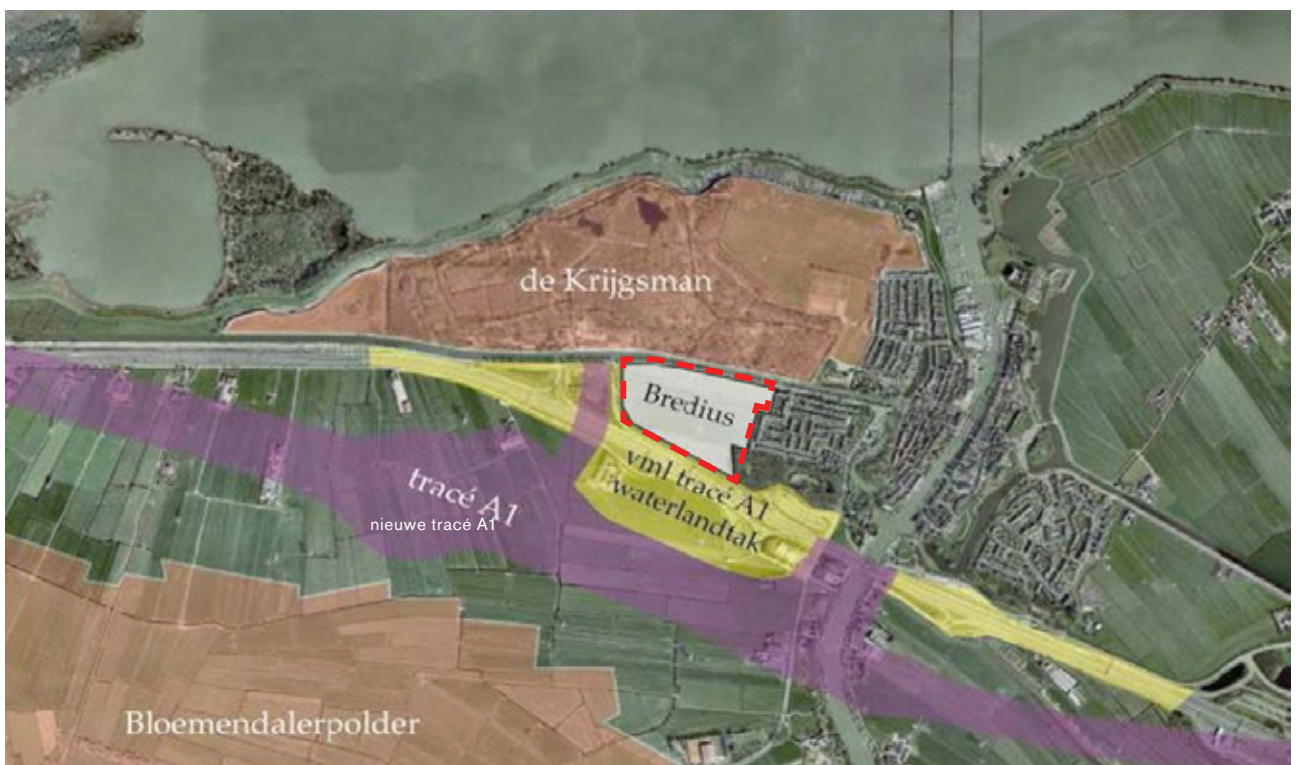 de Krijgsman
Bredius
vml tracé A1
waterlandtak
tracé A1
nieuwe tracé A1
Bloemendalerpolder